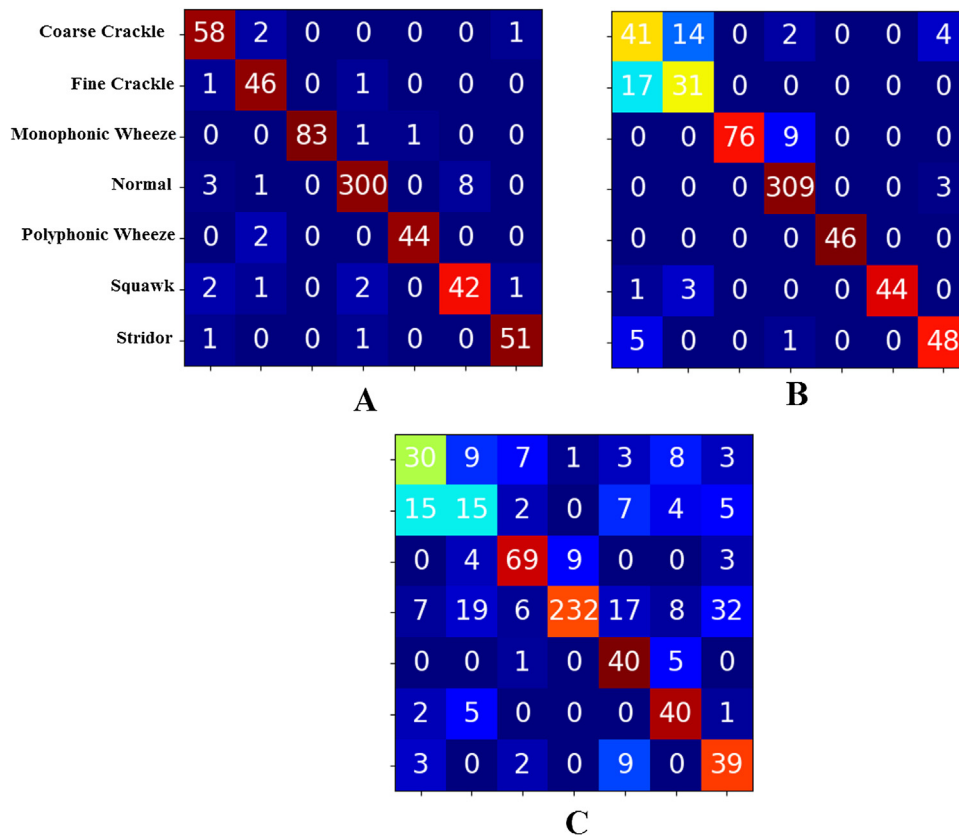 Coarse Crackle 58 2 0 0 0 0 1
Fine Crackle 1 46 0 1 0 0 0
Monophonic Wheeze 0 0 83 1 1 0 0
Normal 3 1 0 300 0 8 0
Polyphonic Wheeze 0 2 0 0 44 0 0
Squawk 2 1 0 2 0 42 1
Stridor 1 0 0 1 0 0 51
A
41 14 0 2 0 0 4
17 31 0 0 0 0 0
0 0 76 9 0 0 0
0 0 0 309 0 0 3
0 0 0 0 46 0 0
1 3 0 0 0 44 0
5 0 0 1 0 0 48
B
30 9 7 1 3 8 3
15 15 2 0 7 4 5
0 4 69 9 0 0 3
7 19 6 232 17 8 32
0 0 1 0 40 5 0
2 5 0 0 0 40 1
3 0 2 0 9 0 39
C